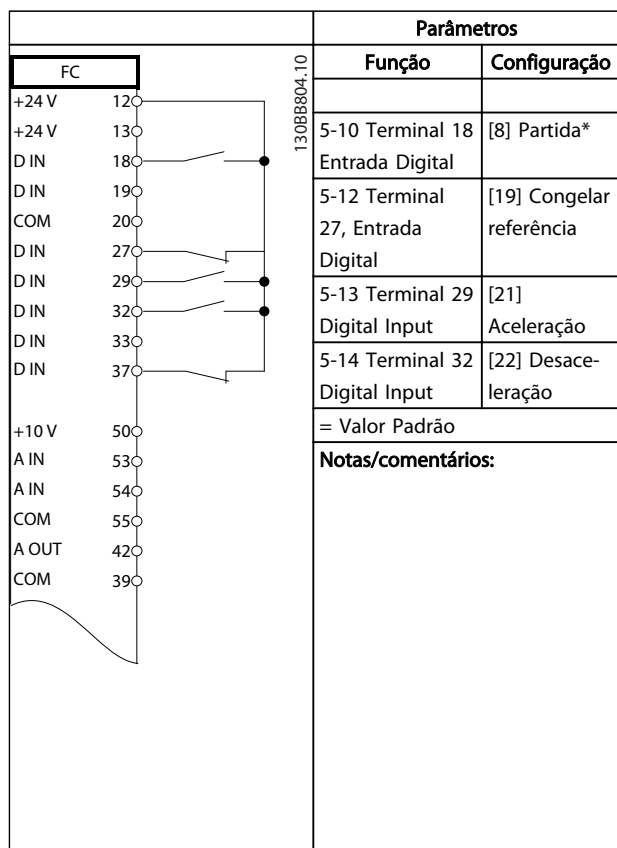 FC
+24 V 12
+24 V 13
D IN 18
D IN 19
COM 20
D IN 27
D IN 29
D IN 32
D IN 33
D IN 37
+10 V 50
A IN 53
A IN 54
COM 55
A OUT 42
COM 39
130BB804.10
Parâmetros
Função Configuração
5-10 Terminal 18 [8] Partida*
Entrada Digital
5-12 Terminal [19] Congelar
27, Entrada referência
Digital
5-13 Terminal 29 [21]
Digital Input Aceleração
5-14 Terminal 32 [22] Desace-
Digital Input leração
= Valor Padrão
Notas/comentários: